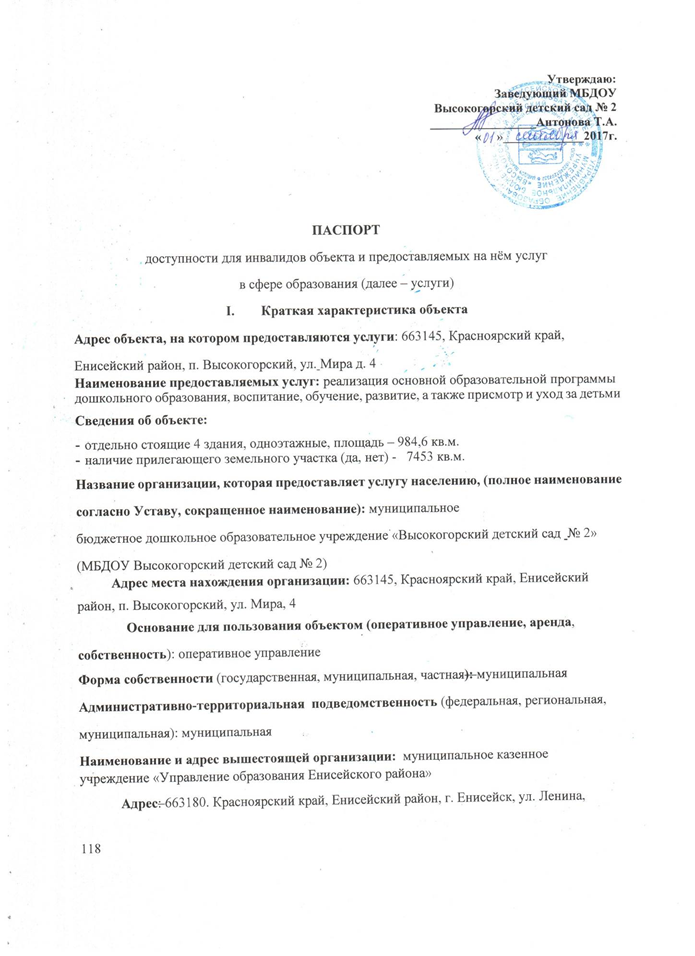 Утверждаю:
Заведующий МБДОУ
Высокогорский детский сад № 2
Антонова Т.А.
«01» сентября 2017г.
ПАСПОРТ
доступности для инвалидов объекта и предоставляемых на нём услуг
в сфере образования (далее – услуги)
I. Краткая характеристика объекта
Адрес объекта, на котором предоставляются услуги: 663145, Красноярский край,
Енисейский район, п. Высокогорский, ул. Мира д. 4
Наименование предоставляемых услуг: реализация основной образовательной программы
дошкольного образования, воспитание, обучение, развитие, а также присмотр и уход за детьми
Сведения об объекте:
- отдельно стоящие 4 здания, одноэтажные, площадь – 984,6 кв.м.
- наличие прилегающего земельного участка (да, нет) - 7453 кв.м.
Название организации, которая предоставляет услугу населению, (полное наименование
согласно Уставу, сокращенное наименование): муниципальное
бюджетное дошкольное образовательное учреждение «Высокогорский детский сад № 2»
(МБДОУ Высокогорский детский сад № 2)
Адрес места нахождения организации: 663145, Красноярский край, Енисейский
район, п. Высокогорский, ул. Мира, 4
Основание для пользования объектом (оперативное управление, аренда,
собственность): оперативное управление
Форма собственности (государственная, муниципальная, частная): муниципальная
Административно-территориальная подведомственность (федеральная, региональная,
муниципальная): муниципальная
Наименование и адрес вышестоящей организации: муниципальное казенное
учреждение «Управление образования Енисейского района»
Адрес: 663180. Красноярский край, Енисейский район, г. Енисейск, ул. Ленина,
118